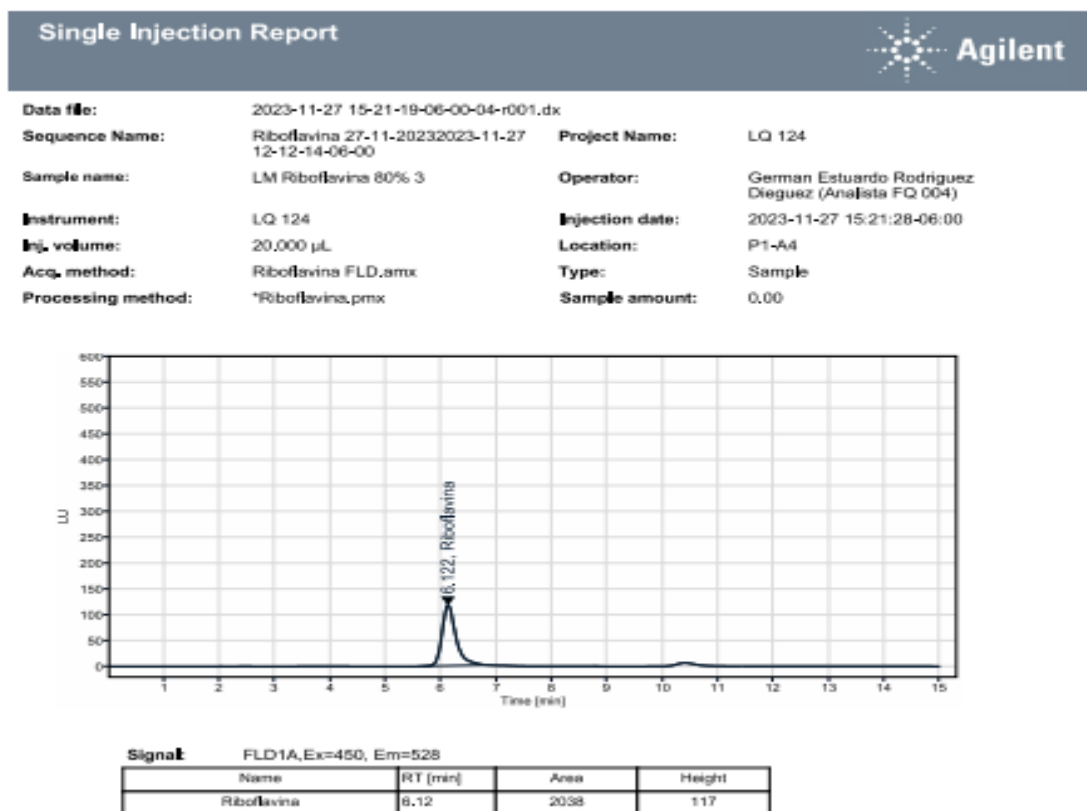 Single Injection Report
Agilent
Data file: 2023-11-27 15-21-19-06-00-04-r001.dx
Sequence Name: Riboflavina 27-11-20232023-11-27 Project Name: LQ 124
12-12-14-06-00
Sample name: LM Riboflavina 80% 3 Operator: German Estuardo Rodriguez
Dieguez (Analista FQ 004)
Instrument: LQ 124 Injection date: 2023-11-27 15:21:28-06:00
Inj. volume: 20.000 µL Location: P1-A4
Acq. method: Riboflavina FLD.amx Type: Sample
Processing method: *Riboflavina.pmx Sample amount: 0.00
600
550
500
450
400
350
300
250
200
150
100
50
0
LU
6.122, Riboflavina
1 2 3 4 5 6 7 8 9 10 11 12 13 14 15
Time [min]
Signal: FLD1A,Ex=450, Em=528
Name RT [min] Area Height
Riboflavina 6.12 2038 117